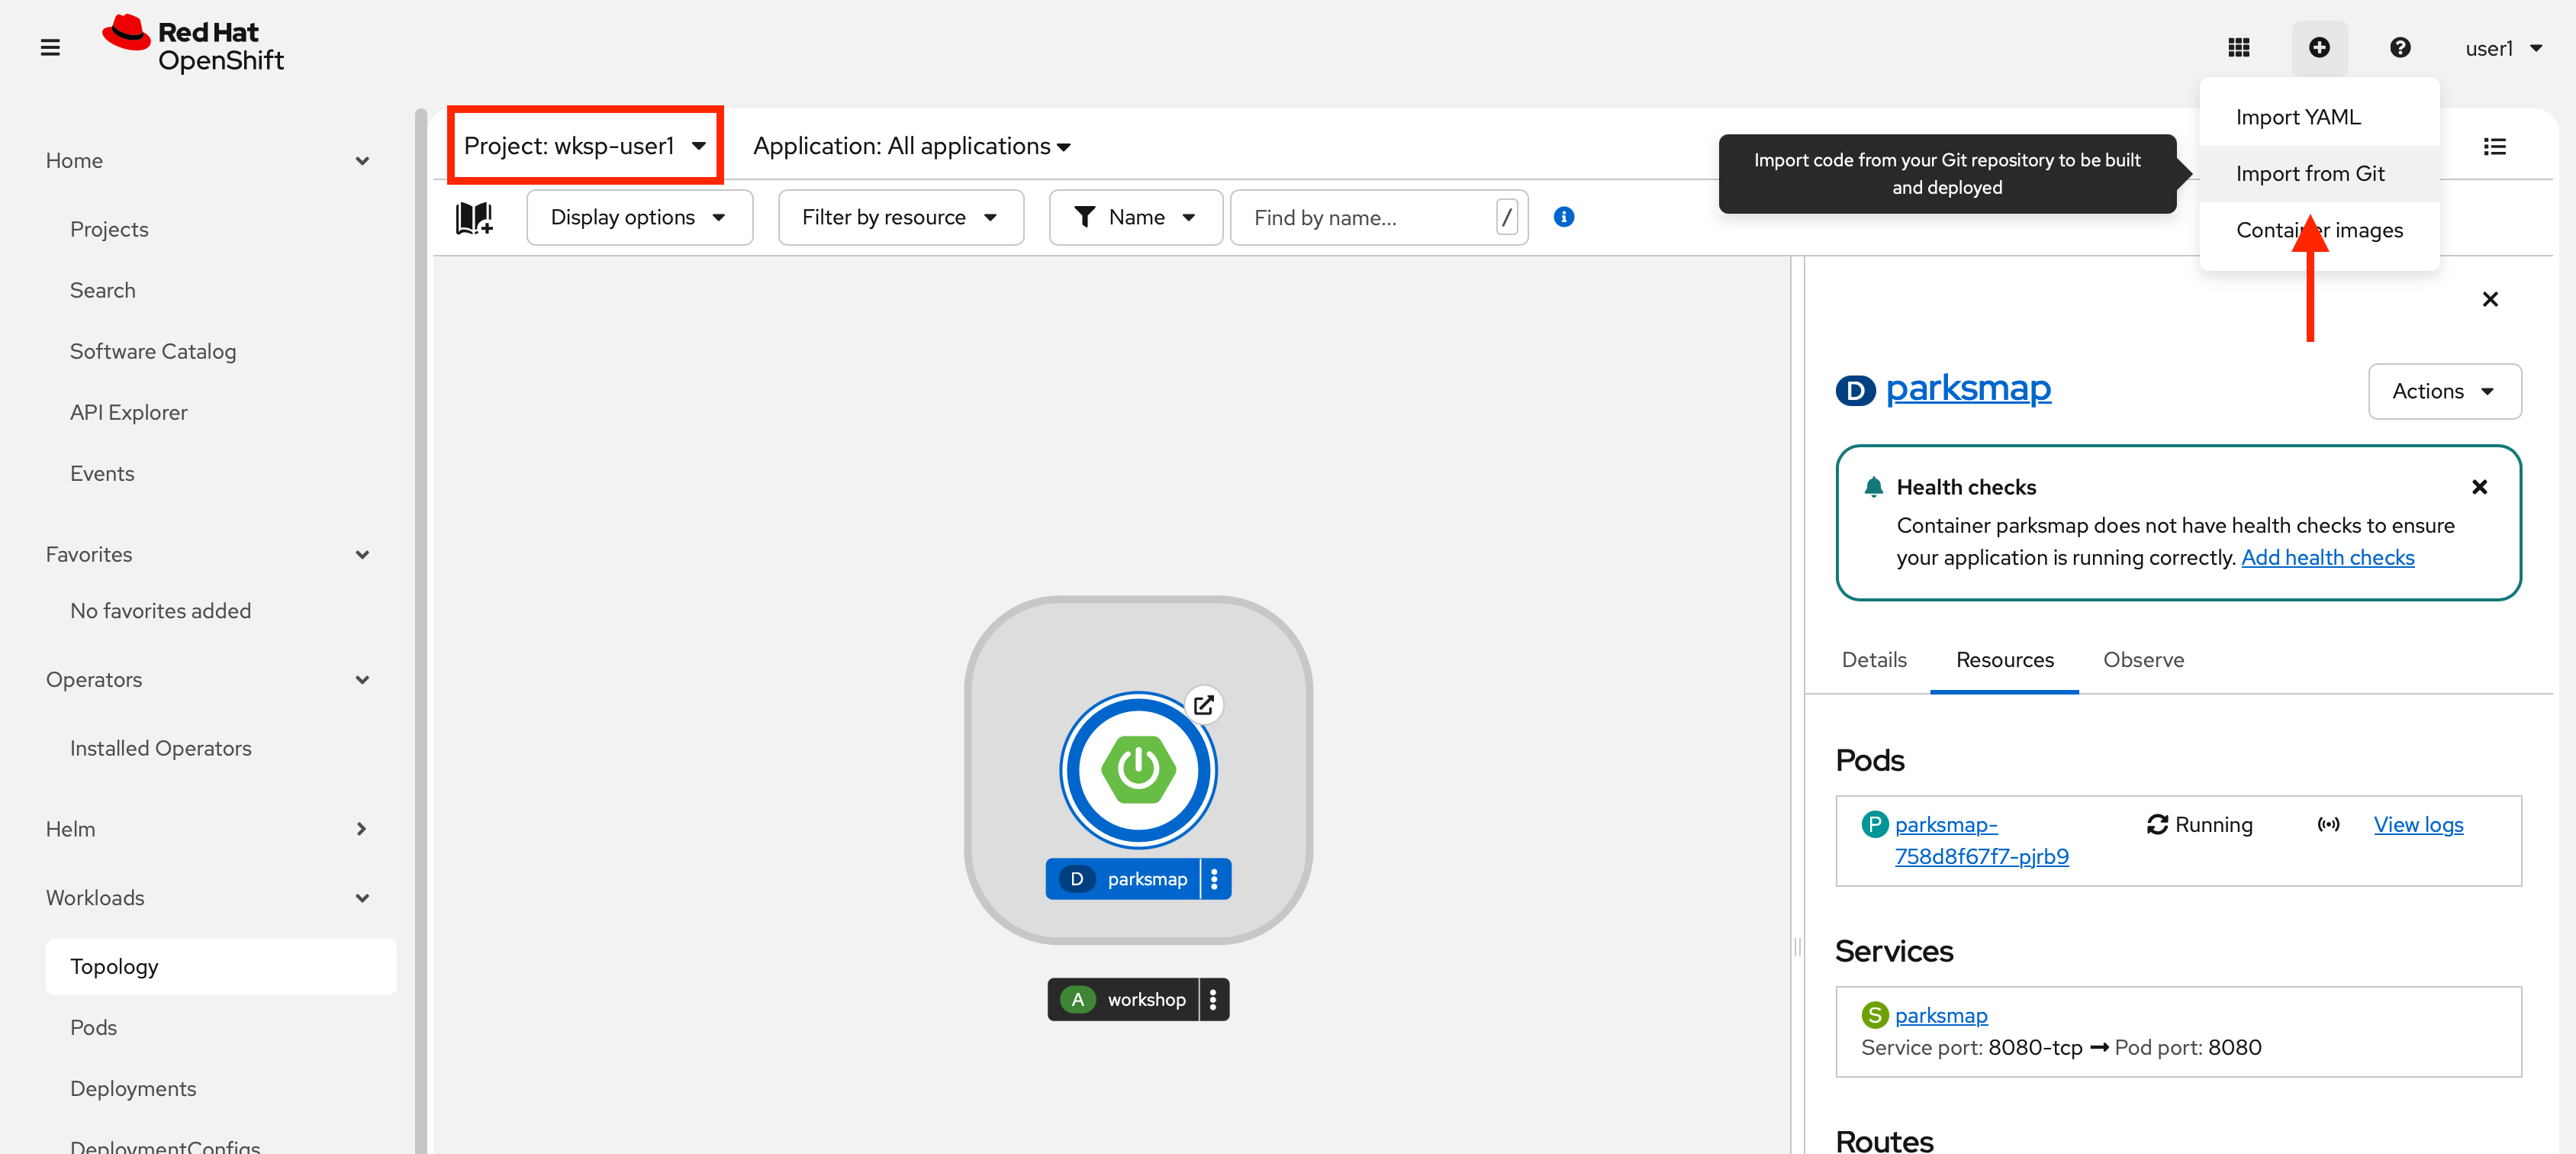 Red Hat
OpenShift
user1
Import YAML
Import from Git
Container images
Import code from your Git repository to be built
and deployed
Home
Projects
Search
Software Catalog
API Explorer
Events
Favorites
No favorites added
Operators
Installed Operators
Helm
Workloads
Topology
Pods
Deployments
DeploymentConfigs
Project: wksp-user1
Application: All applications
Display options
Filter by resource
Name
Find by name...
/
D parksmap
A workshop
D parksmap
Actions
Health checks
Container parksmap does not have health checks to ensure
your application is running correctly. Add health checks
Details
Resources
Observe
Pods
P parksmap-
758d8f67f7-pjrb9
Running
View logs
Services
S parksmap
Service port: 8080-tcp → Pod port: 8080
Routes